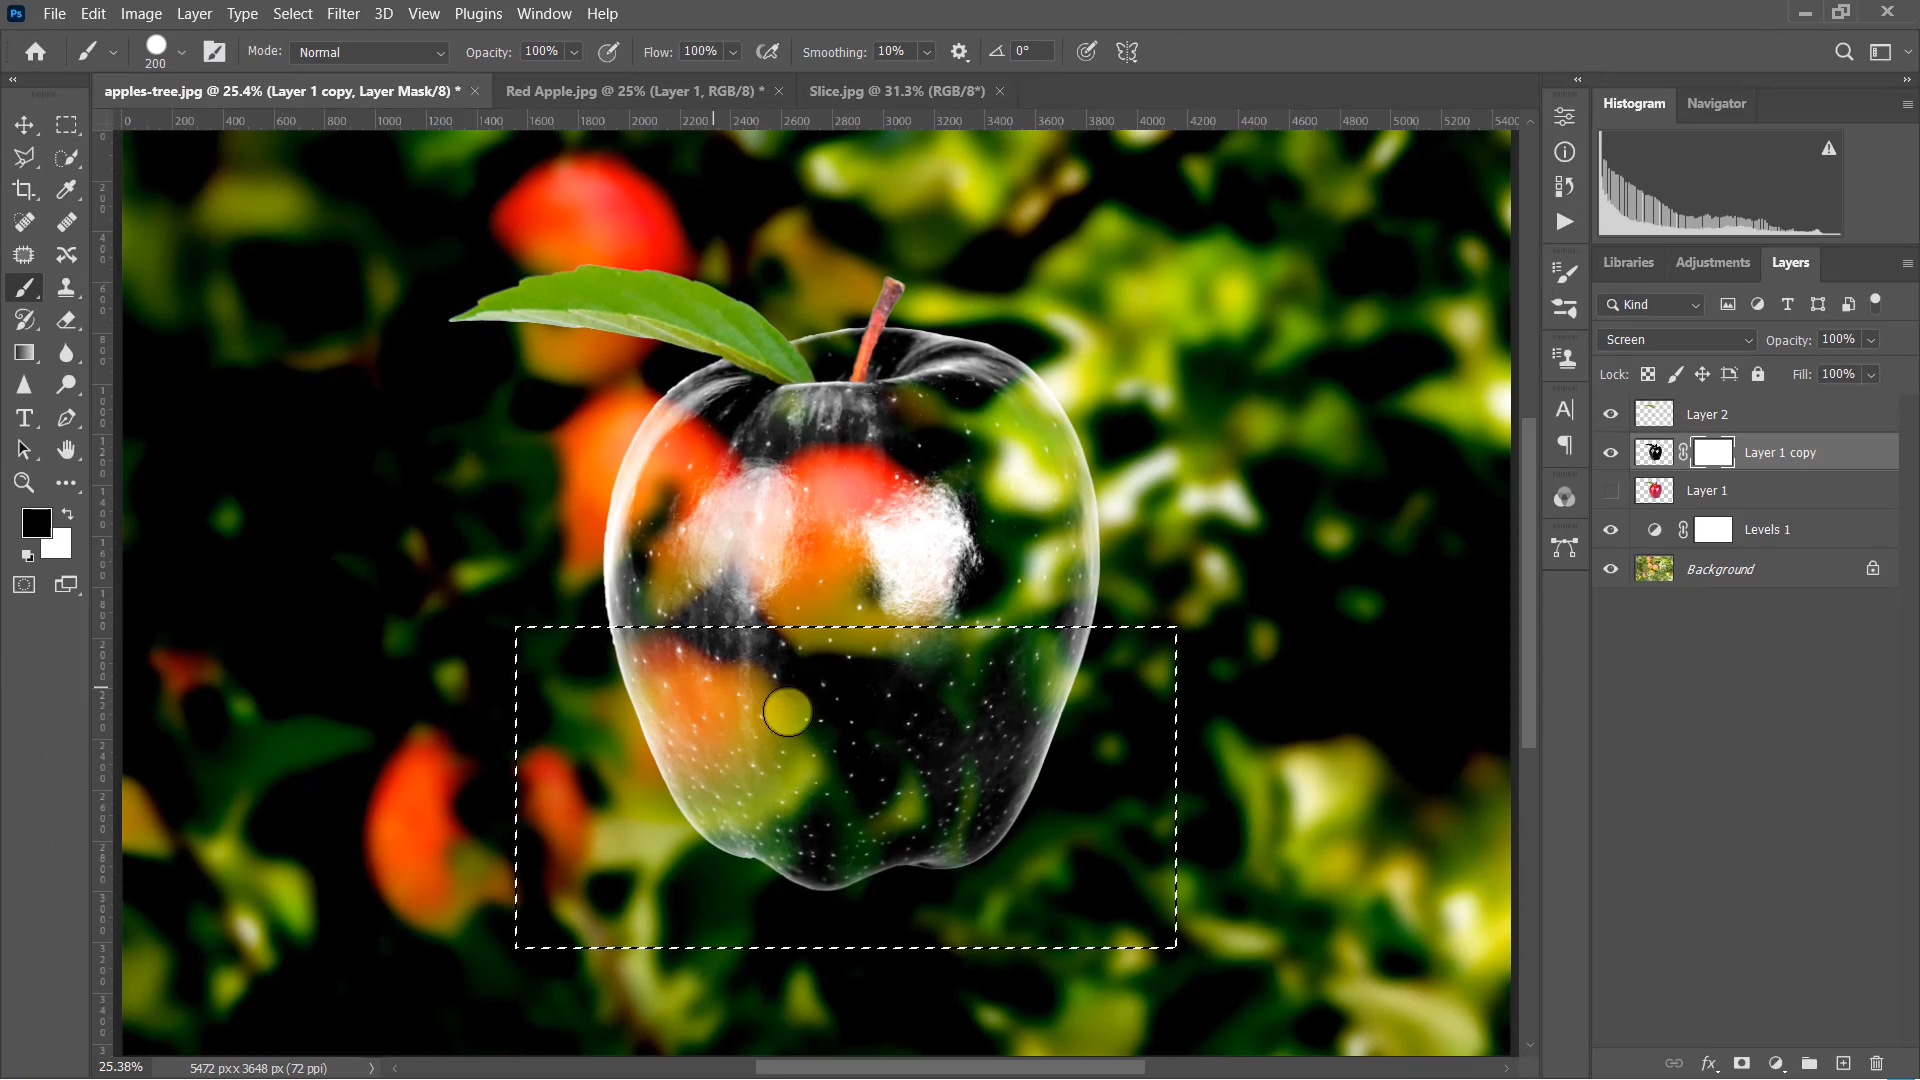 Ps File Edit Image Layer Type Select Filter 3D View Plugins Window Help
200 Mode: Normal Opacity: 100% Flow: 100% Smoothing: 10% 0°
apples-tree.jpg @ 25.4% (Layer 1 copy, Layer Mask/8) * Red Apple.jpg @ 25% (Layer 1, RGB/8) * Slice.jpg @ 31.3% (RGB/8*)
0 200 400 600 800 1000 1200 1400 1600 1800 2000 2200 2400 2600 2800 3000 3200 3400 3600 3800 4000 4200 4400 4600 4800 5000 5200 5400
Histogram Navigator
Libraries Adjustments Layers
Kind
Screen Opacity: 100%
Lock: Fill: 100%
Layer 2
Layer 1 copy
Layer 1
Levels 1
Background
25.38% 5472 px x 3648 px (72 ppi)